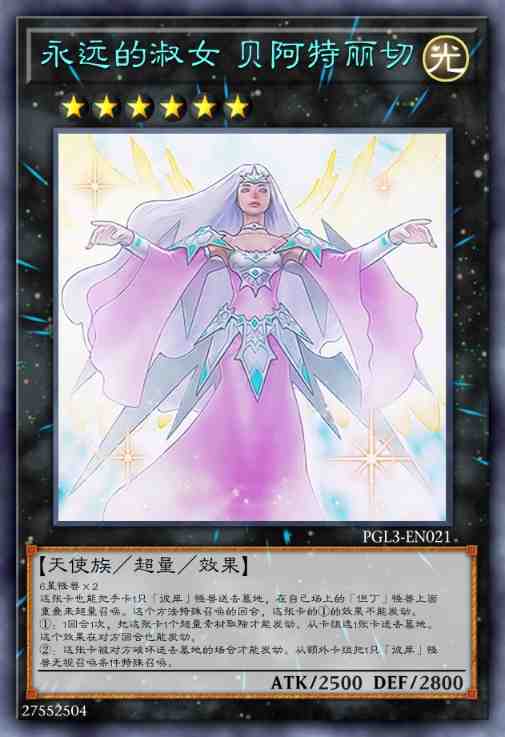 永远的淑女 贝阿特丽切
光
PGL3-EN021
【天使族／超量／效果】
6星怪兽×2
这张卡也能把手卡1只「彼岸」怪兽送去墓地，在自己场上的「但丁」怪兽上面
重叠来超量召唤。这个方法特殊召唤的回合，这张卡的①的效果不能发动。
①：1回合1次，把这张卡1个超量素材取除才能发动。从卡组选1张卡送去墓地。
这个效果在对方回合也能发动。
②：这张卡被对方破坏送去墓地的场合才能发动。从额外卡组把1只「彼岸」怪
兽无视召唤条件特殊召唤。
ATK/2500 DEF/2800
27552504